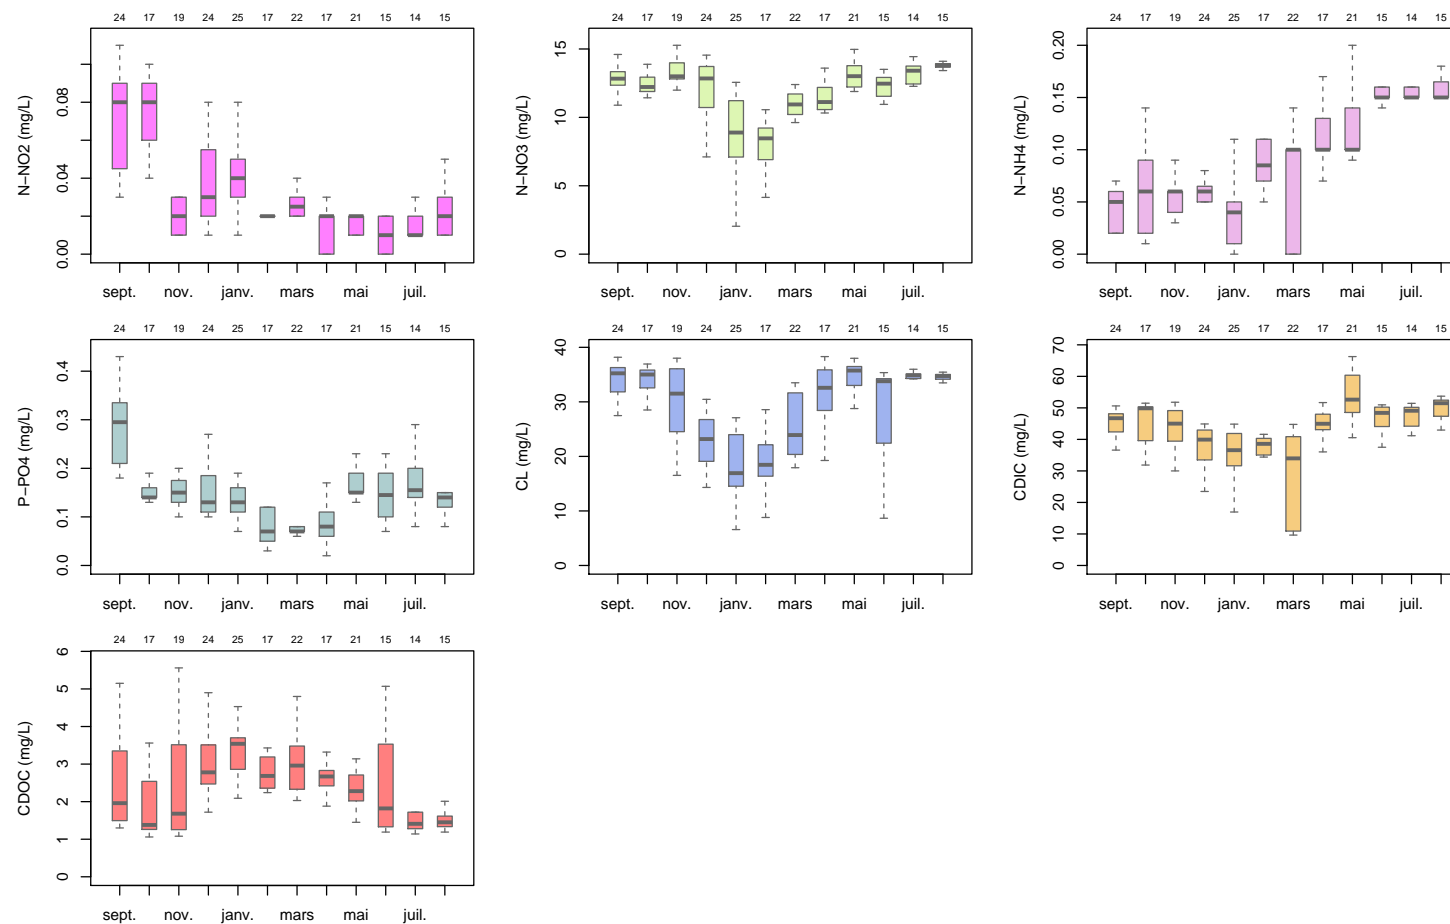 24 17 19 24 25 17 22 17 21 15 14 15
N−NO2 (mg/L)
0.00 0.04 0.08
sept. nov. janv. mars mai juil.
24 17 19 24 25 17 22 17 21 15 14 15
N−NO3 (mg/L)
0 5 10 15
sept. nov. janv. mars mai juil.
24 17 19 24 25 17 22 17 21 15 14 15
N−NH4 (mg/L)
0.00 0.05 0.10 0.15 0.20
sept. nov. janv. mars mai juil.
24 17 19 24 25 17 22 17 21 15 14 15
P−PO4 (mg/L)
0.0 0.1 0.2 0.3 0.4
sept. nov. janv. mars mai juil.
24 17 19 24 25 17 22 17 21 15 14 15
CL (mg/L)
0 10 20 30 40
sept. nov. janv. mars mai juil.
24 17 19 24 25 17 22 17 21 15 14 15
CDIC (mg/L)
0 10 20 30 40 50 60 70
sept. nov. janv. mars mai juil.
24 17 19 24 25 17 22 17 21 15 14 15
CDOC (mg/L)
0 1 2 3 4 5 6
sept. nov. janv. mars mai juil.